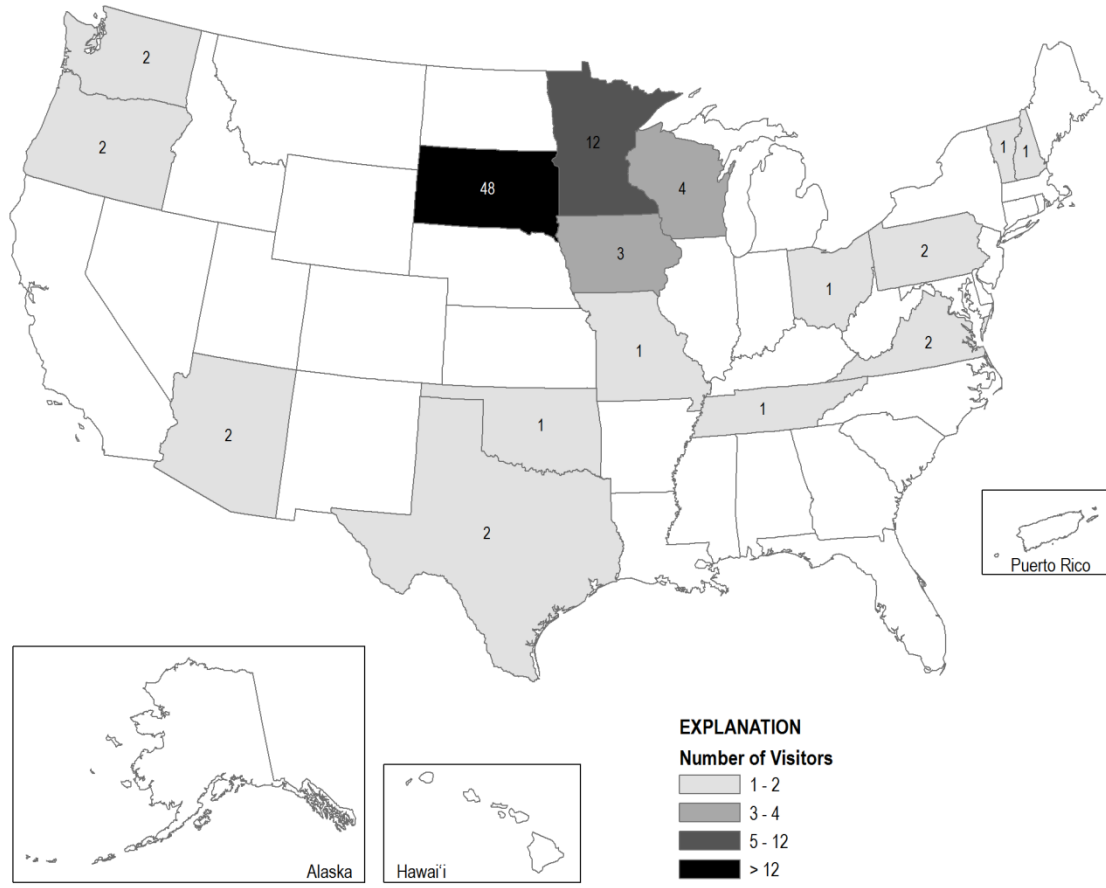 2
2
12
48
4
3
1
1
2
1
2
1
1
2
1
2
Puerto Rico
Alaska
Hawai‘i
EXPLANATION
Number of Visitors
1 - 2
3 - 4
5 - 12
> 12